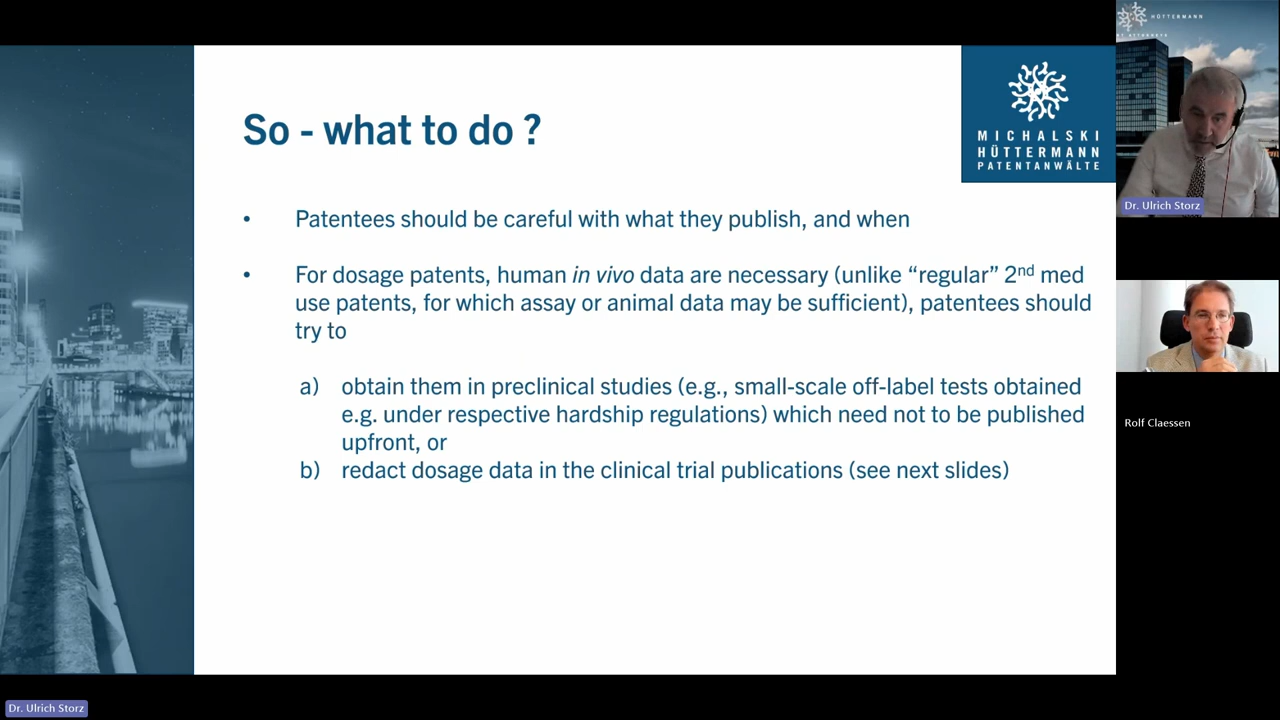 So - what to do ?
MICHALSKI
HÜTTERMANN
PATENTANWÄLTE
• Patentees should be careful with what they publish, and when
• For dosage patents, human in vivo data are necessary (unlike “regular” 2nd med
use patents, for which assay or animal data may be sufficient), patentees should
try to
a) obtain them in preclinical studies (e.g., small-scale off-label tests obtained
e.g. under respective hardship regulations) which need not to be published
upfront, or
b) redact dosage data in the clinical trial publications (see next slides)
HÜTTERMANN
Dr. Ulrich Storz
Rolf Claessen
Dr. Ulrich Storz